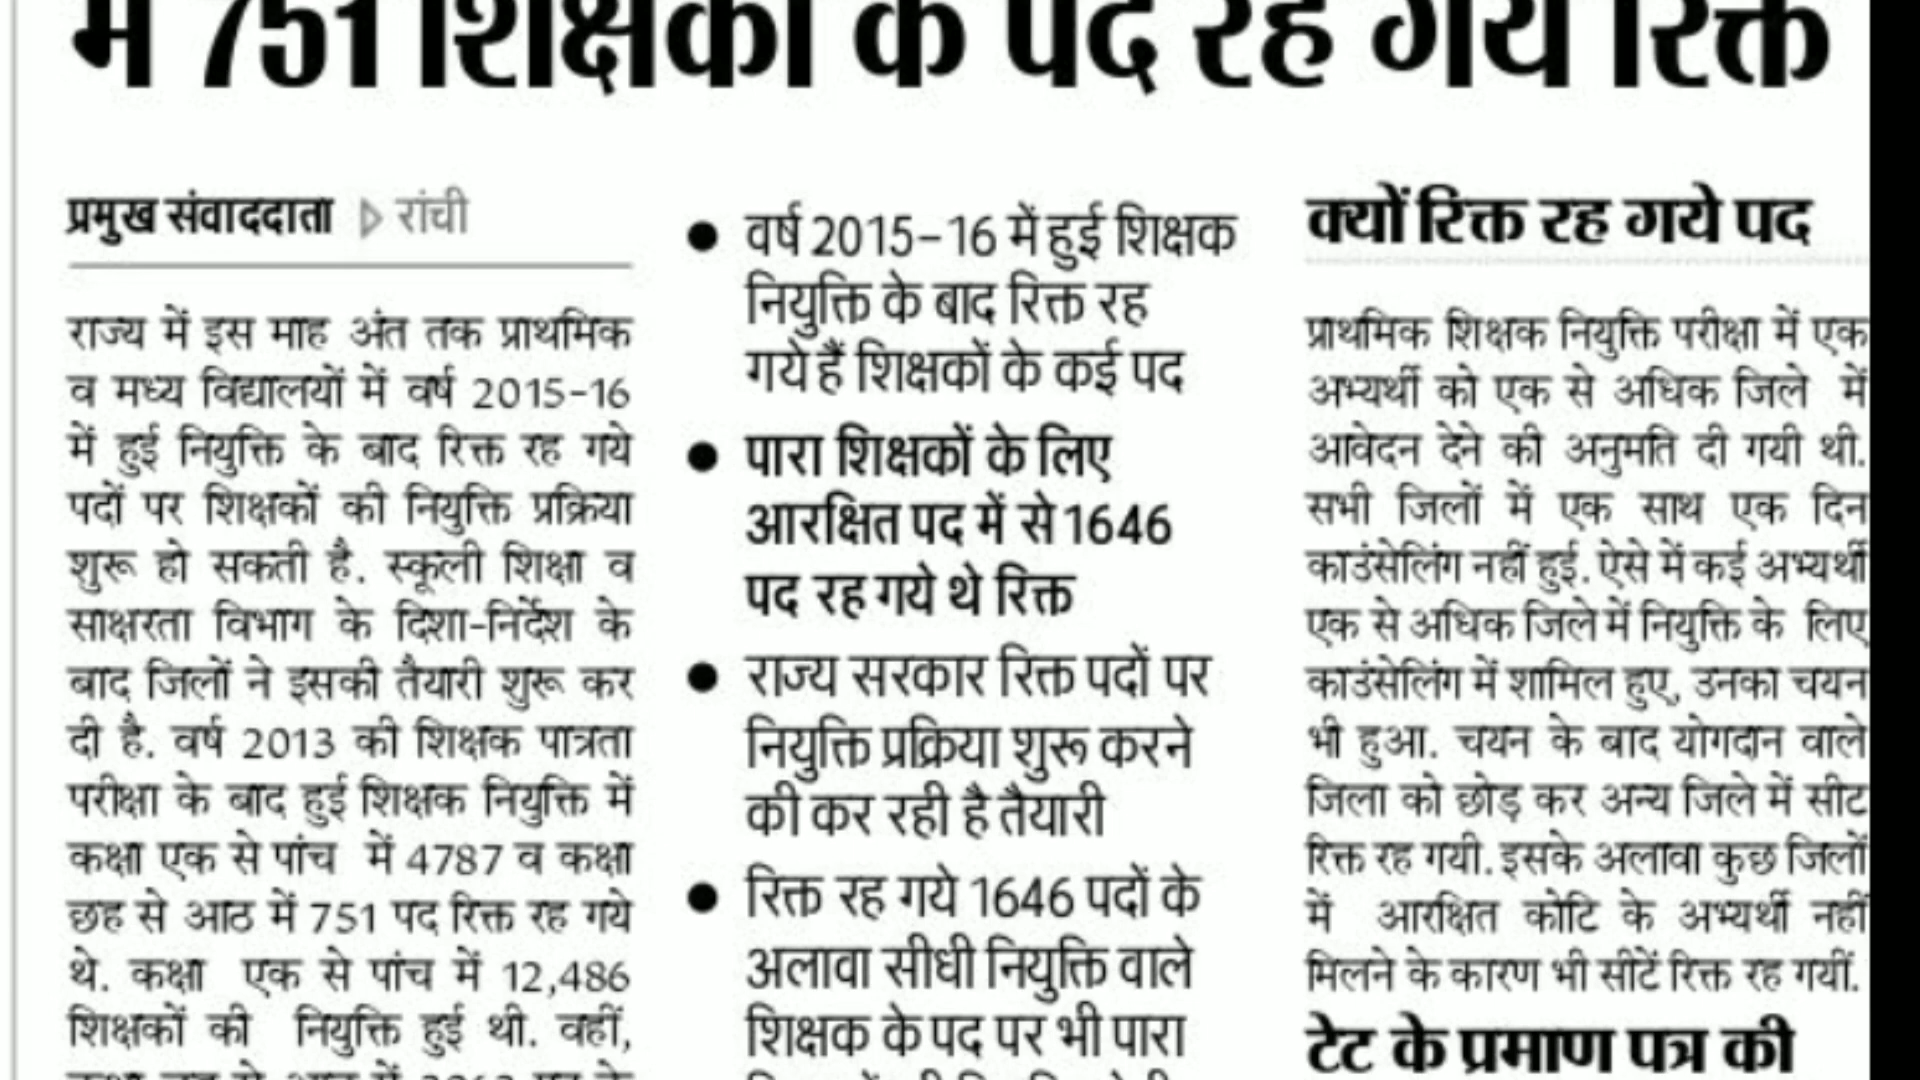 में 751 शिक्षकों के पद रह गये रिक्त
प्रमुख संवाददाता ▷ रांची
राज्य में इस माह अंत तक प्राथमिक
व मध्य विद्यालयों में वर्ष 2015-16
में हुई नियुक्ति के बाद रिक्त रह गये
पदों पर शिक्षकों की नियुक्ति प्रक्रिया
शुरू हो सकती है. स्कूली शिक्षा व
साक्षरता विभाग के दिशा-निर्देश के
बाद जिलों ने इसकी तैयारी शुरू कर
दी है. वर्ष 2013 की शिक्षक पात्रता
परीक्षा के बाद हुई शिक्षक नियुक्ति में
कक्षा एक से पांच में 4787 व कक्षा
छह से आठ में 751 पद रिक्त रह गये
थे. कक्षा एक से पांच में 12,486
शिक्षकों की नियुक्ति हुई थी. वहीं,
● वर्ष 2015-16 में हुई शिक्षक
नियुक्ति के बाद रिक्त रह
गये हैं शिक्षकों के कई पद
● पारा शिक्षकों के लिए
आरक्षित पद में से 1646
पद रह गये थे रिक्त
● राज्य सरकार रिक्त पदों पर
नियुक्ति प्रक्रिया शुरू करने
की कर रही है तैयारी
● रिक्त रह गये 1646 पदों के
अलावा सीधी नियुक्ति वाले
शिक्षक के पद पर भी पारा
क्यों रिक्त रह गये पद
प्राथमिक शिक्षक नियुक्ति परीक्षा में एक
अभ्यर्थी को एक से अधिक जिले में
आवेदन देने की अनुमति दी गयी थी.
सभी जिलों में एक साथ एक दिन
काउंसेलिंग नहीं हुई. ऐसे में कई अभ्यर्थी
एक से अधिक जिले में नियुक्ति के लिए
काउंसेलिंग में शामिल हुए, उनका चयन
भी हुआ. चयन के बाद योगदान वाले
जिला को छोड़ कर अन्य जिले में सीट
रिक्त रह गयी. इसके अलावा कुछ जिलों
में आरक्षित कोटि के अभ्यर्थी नहीं
मिलने के कारण भी सीटें रिक्त रह गयीं.
टेट के प्रमाण पत्र की